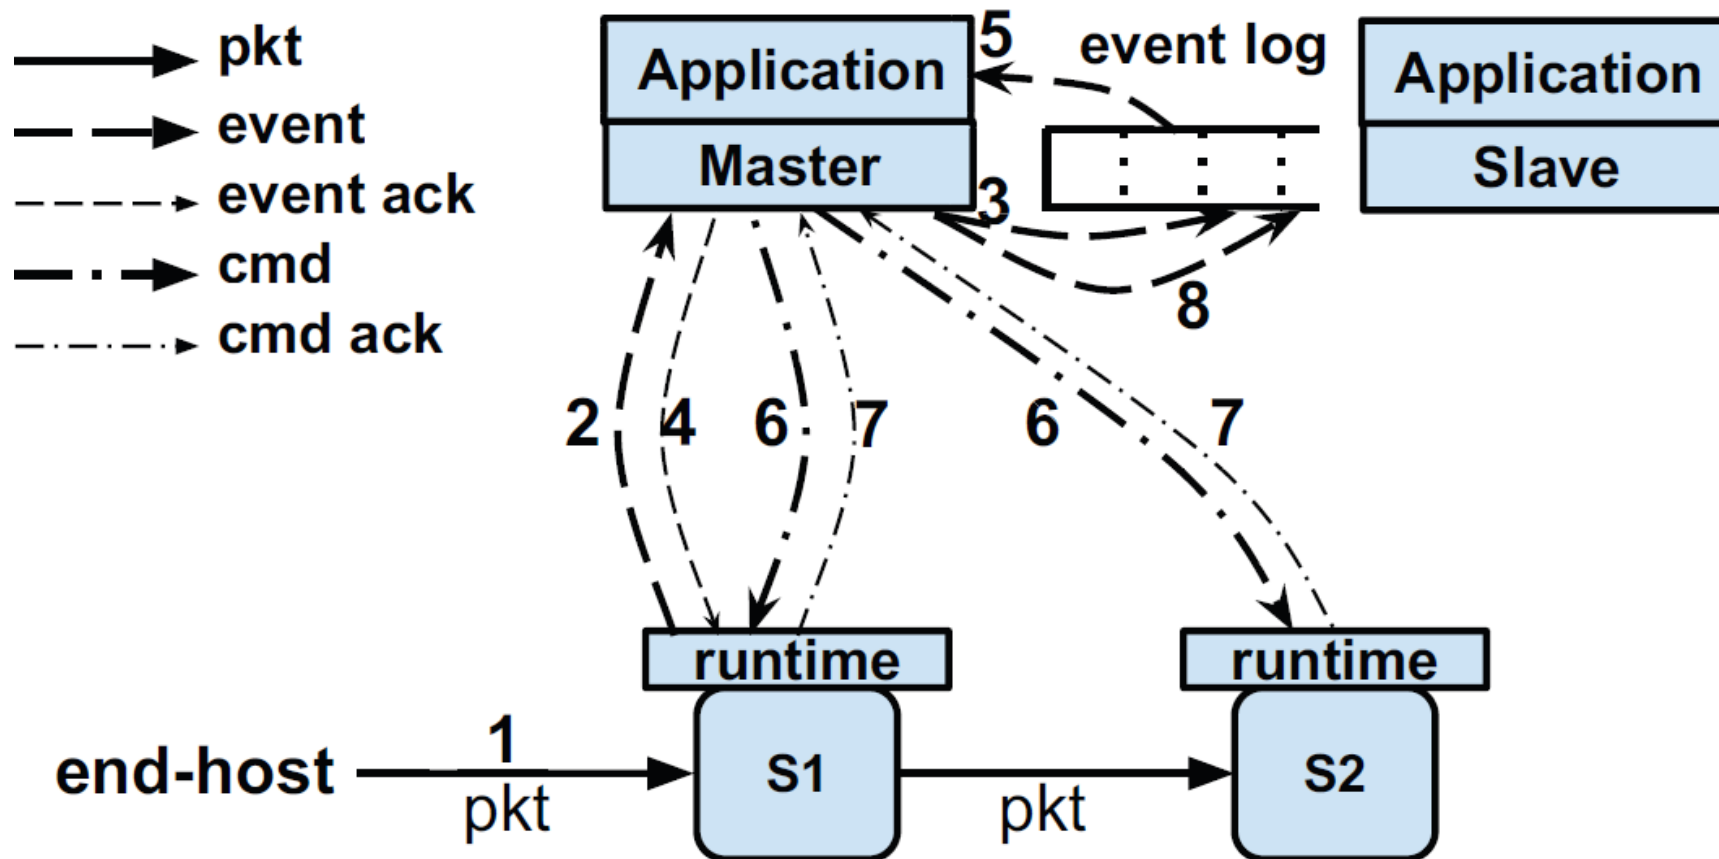 pkt
event
event ack
cmd
cmd ack
Application
Master
5
event log
Application
Slave
3
8
2
4
6
7
6
7
runtime
runtime
end-host
1
pkt
S1
pkt
S2